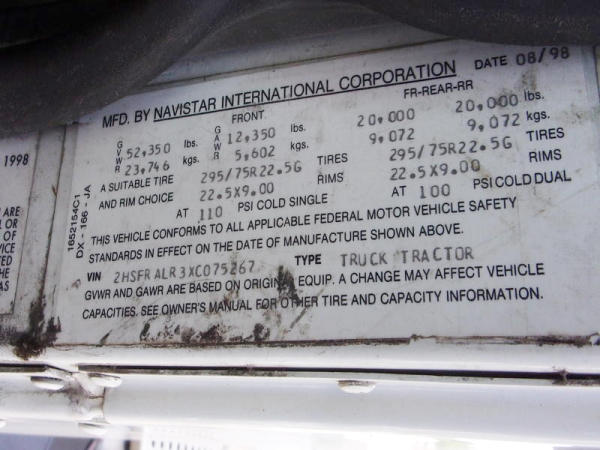 MFD. BY NAVISTAR INTERNATIONAL CORPORATION DATE 08/98
FRONT FR-REAR-RR
GVWR 52,350 lbs. GAWR 12,350 lbs. 20,000 20,000 lbs.
23,746 kgs. 5,602 kgs. 9,072 9,072 kgs.
A SUITABLE TIRE 295/75R22.5G TIRES 295/75R22.5G TIRES
AND RIM CHOICE 22.5X9.00 RIMS 22.5X9.00 RIMS
AT 110 PSI COLD SINGLE AT 100 PSI COLD DUAL
THIS VEHICLE CONFORMS TO ALL APPLICABLE FEDERAL MOTOR VEHICLE SAFETY
STANDARDS IN EFFECT ON THE DATE OF MANUFACTURE SHOWN ABOVE.
VIN 2HSFRALR3XC075267 TYPE TRUCK TRACTOR
GVWR AND GAWR ARE BASED ON ORIGINAL EQUIP. A CHANGE MAY AFFECT VEHICLE
CAPACITIES. SEE OWNER'S MANUAL FOR OTHER TIRE AND CAPACITY INFORMATION.
1652154C1
DX - 166 - JA
1998